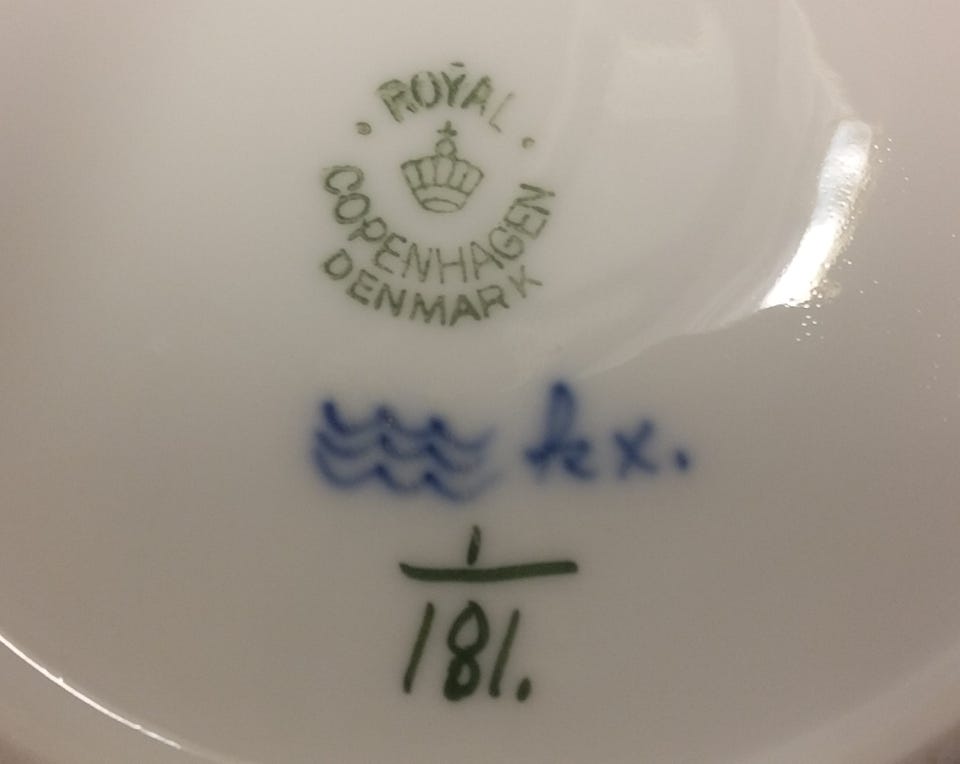 ROYAL
COPENHAGEN
DENMARK
1
181.